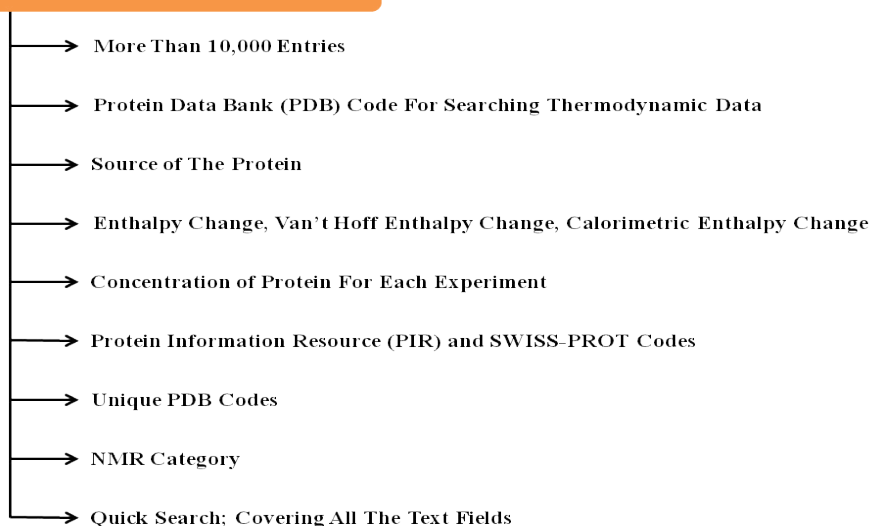 More Than 10,000 Entries
Protein Data Bank (PDB) Code For Searching Thermodynamic Data
Source of The Protein
Enthalpy Change, Van’t Hoff Enthalpy Change, Calorimetric Enthalpy Change
Concentration of Protein For Each Experiment
Protein Information Resource (PIR) and SWISS-PROT Codes
Unique PDB Codes
NMR Category
Quick Search; Covering All The Text Fields